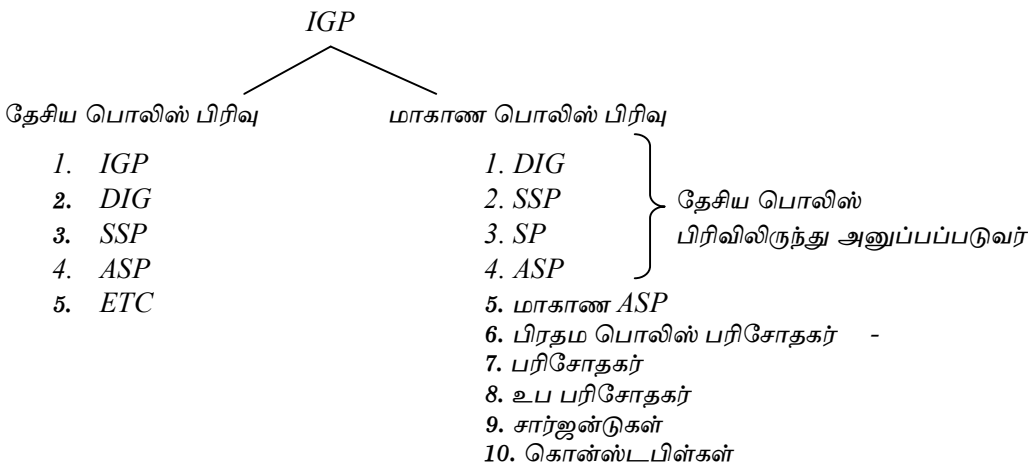 IGP
தேசிய பொலிஸ் பிரிவு
1. IGP
2. DIG
3. SSP
4. ASP
5. ETC
மாகாண பொலிஸ் பிரிவு
1. DIG
2. SSP
3. SP
4. ASP
தேசிய பொலிஸ்
பிரிவிலிருந்து அனுப்பப்படுவர்
5. மாகாண ASP
6. பிரதம பொலிஸ் பரிசோதகர் -
7. பரிசோதகர்
8. உப பரிசோதகர்
9. சார்ஜன்டுகள்
10. கொன்ஸ்டபிள்கள்